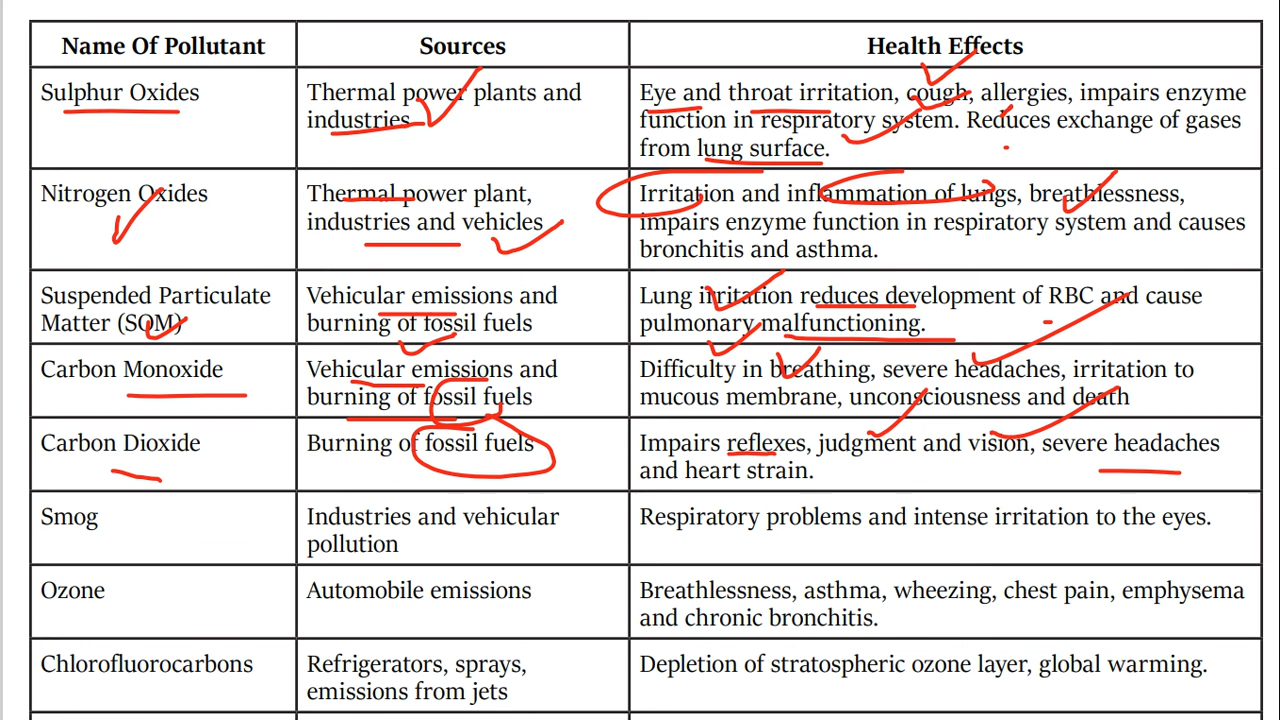 Name Of Pollutant
Sources
Health Effects
Sulphur Oxides
Thermal power plants and
industries
Eye and throat irritation, cough, allergies, impairs enzyme
function in respiratory system. Reduces exchange of gases
from lung surface.
Nitrogen Oxides
Thermal power plant,
industries and vehicles
Irritation and inflammation of lungs, breathlessness,
impairs enzyme function in respiratory system and causes
bronchitis and asthma.
Suspended Particulate
Matter (SOM)
Vehicular emissions and
burning of fossil fuels
Lung irritation reduces development of RBC and cause
pulmonary malfunctioning.
Carbon Monoxide
Vehicular emissions and
burning of fossil fuels
Difficulty in breathing, severe headaches, irritation to
mucous membrane, unconsciousness and death
Carbon Dioxide
Burning of fossil fuels
Impairs reflexes, judgment and vision, severe headaches
and heart strain.
Smog
Industries and vehicular
pollution
Respiratory problems and intense irritation to the eyes.
Ozone
Automobile emissions
Breathlessness, asthma, wheezing, chest pain, emphysema
and chronic bronchitis.
Chlorofluorocarbons
Refrigerators, sprays,
emissions from jets
Depletion of stratospheric ozone layer, global warming.